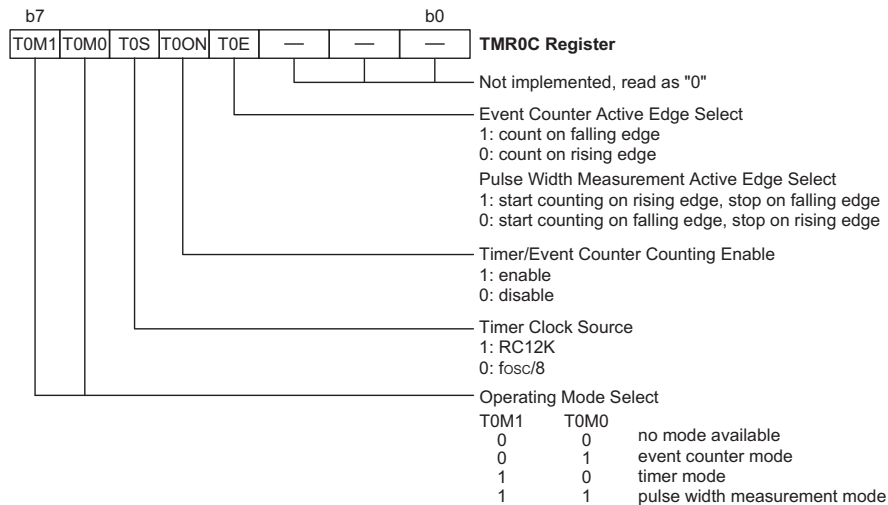 b7 b0
T0M1 T0M0 T0S T0ON T0E — — — TMR0C Register
Not implemented, read as "0"
Event Counter Active Edge Select
1: count on falling edge
0: count on rising edge
Pulse Width Measurement Active Edge Select
1: start counting on rising edge, stop on falling edge
0: start counting on falling edge, stop on rising edge
Timer/Event Counter Counting Enable
1: enable
0: disable
Timer Clock Source
1: RC12K
0: fosc/8
Operating Mode Select
T0M1 T0M0
0 0 no mode available
0 1 event counter mode
1 0 timer mode
1 1 pulse width measurement mode